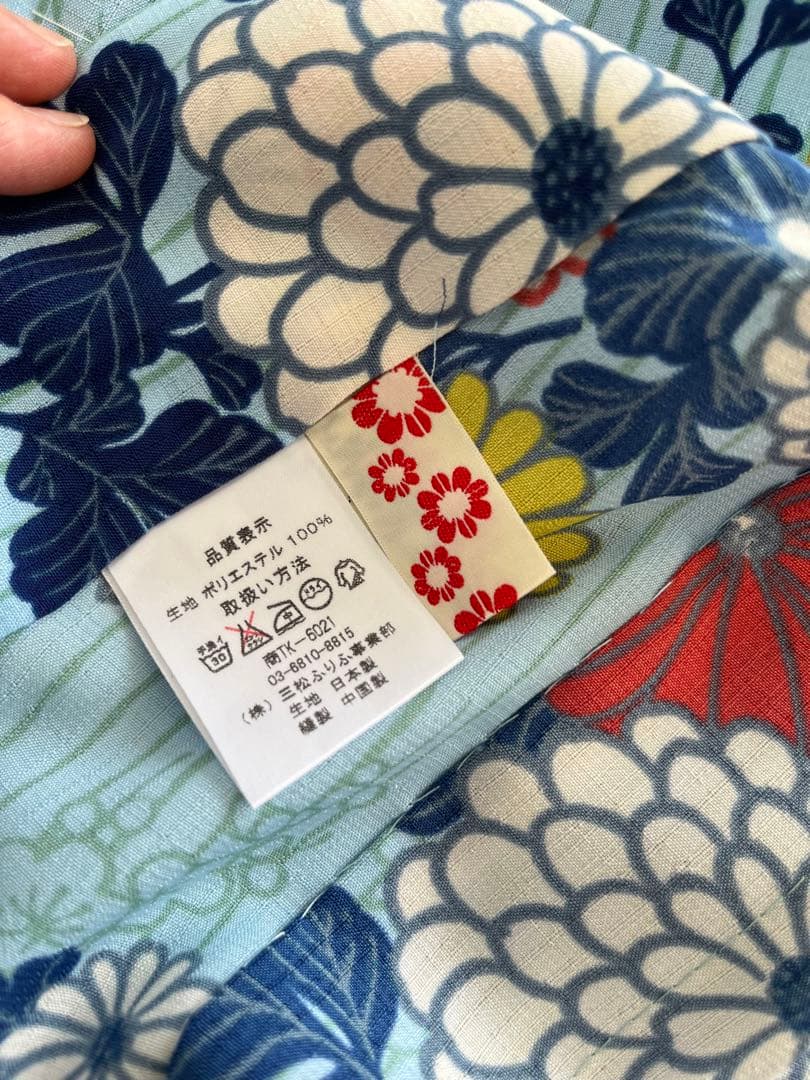 品質表示
生地 ポリエステル 100%
取扱い方法
手洗イ 30 中
商TK-6021
03-6810-8815
(株) 三松ふりふ事業部
生地 日本製
縫製 中国製